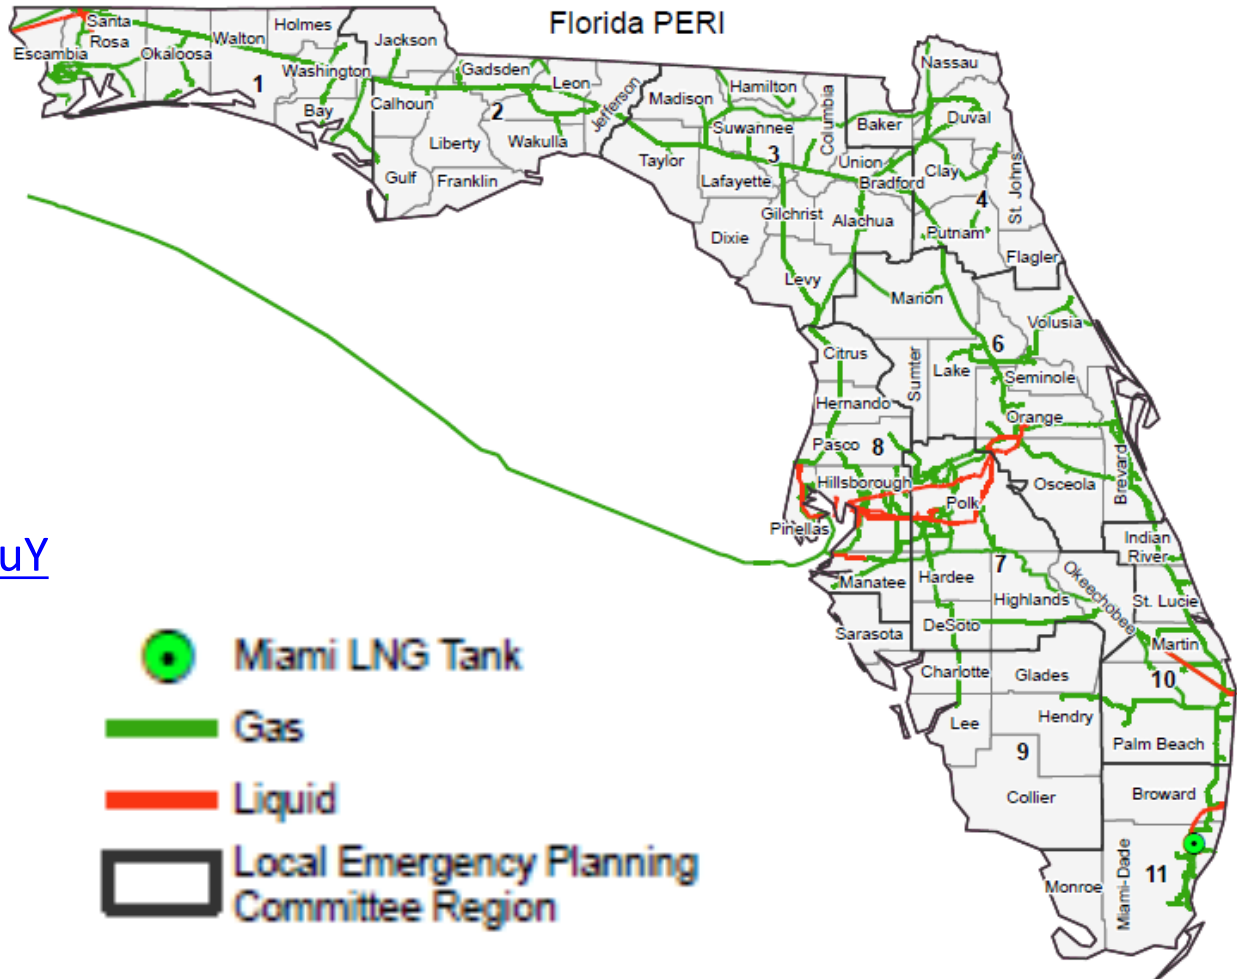 Florida PERI
Santa
Rosa
Escambia
Okaloosa
Walton
Holmes
Washington
Bay
1
Jackson
Calhoun
Gulf
Gadsden
Liberty
Franklin
2
Leon
Wakulla
Jefferson
Madison
Taylor
Hamilton
Suwannee
Lafayette
3
Columbia
Dixie
Gilchrist
Union
Bradford
Alachua
Levy
Baker
Nassau
Duval
Clay
4
St. Johns
Putnam
Flagler
Marion
Volusia
6
Citrus
Sumter
Lake
Seminole
Hernando
Orange
Pasco
8
Hillsborough
Polk
Osceola
Brevard
Pinellas
Indian
River
Manatee
Hardee
7
Highlands
Okeechobee
St. Lucie
Sarasota
DeSoto
Martin
Charlotte
Glades
10
Lee
Hendry
Palm Beach
9
Collier
Broward
Monroe
Miami-Dade
11
uY
Miami LNG Tank
Gas
Liquid
Local Emergency Planning
Committee Region